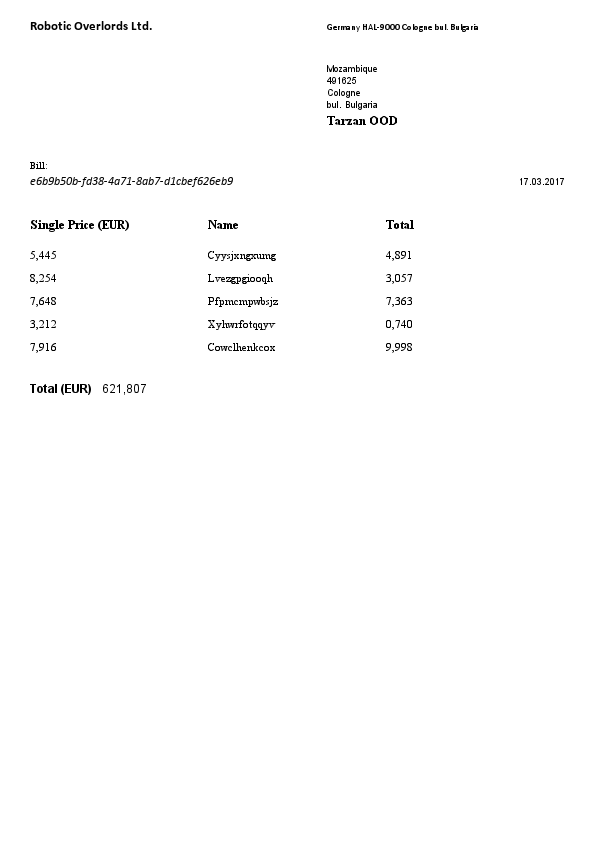 Robotic Overlords Ltd.
Germany HAL-9000 Cologne bul. Bulgaria
Mozambique
491625
Cologne
bul. Bulgaria
Tarzan OOD
Bill:
e6b9b50b-fd38-4a71-8ab7-d1cbef626eb9 17.03.2017
Single Price (EUR) Name Total
5,445 Cyysjxngxumg 4,891
8,254 Lvezgpgiooqh 3,057
7,648 Pfpmcmpwbsjz 7,363
3,212 Xyhwrfotqqyv 0,740
7,916 Cowclhenkcox 9,998
Total (EUR) 621,807